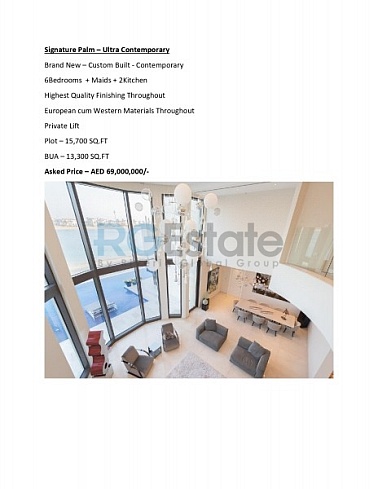 Signature Palm – Ultra Contemporary
Brand New – Custom Built - Contemporary
6Bedrooms + Maids + 2Kitchen
Highest Quality Finishing Throughout
European cum Western Materials Throughout
Private Lift
Plot – 15,700 SQ.FT
BUA – 13,300 SQ.FT
Asked Price – AED 69,000,000/-
RGEstate
Global Group